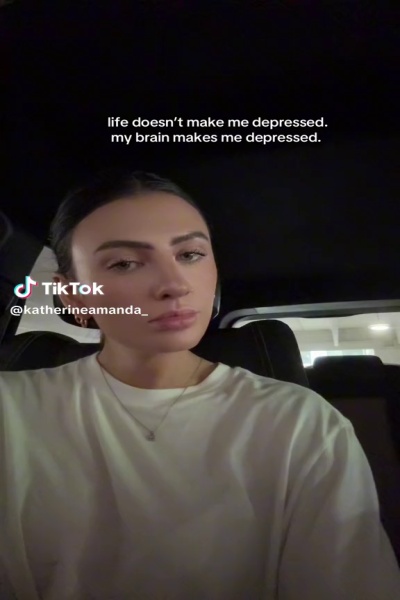 life doesn’t make me depressed.
my brain makes me depressed.
TikTok
@katherineamanda_